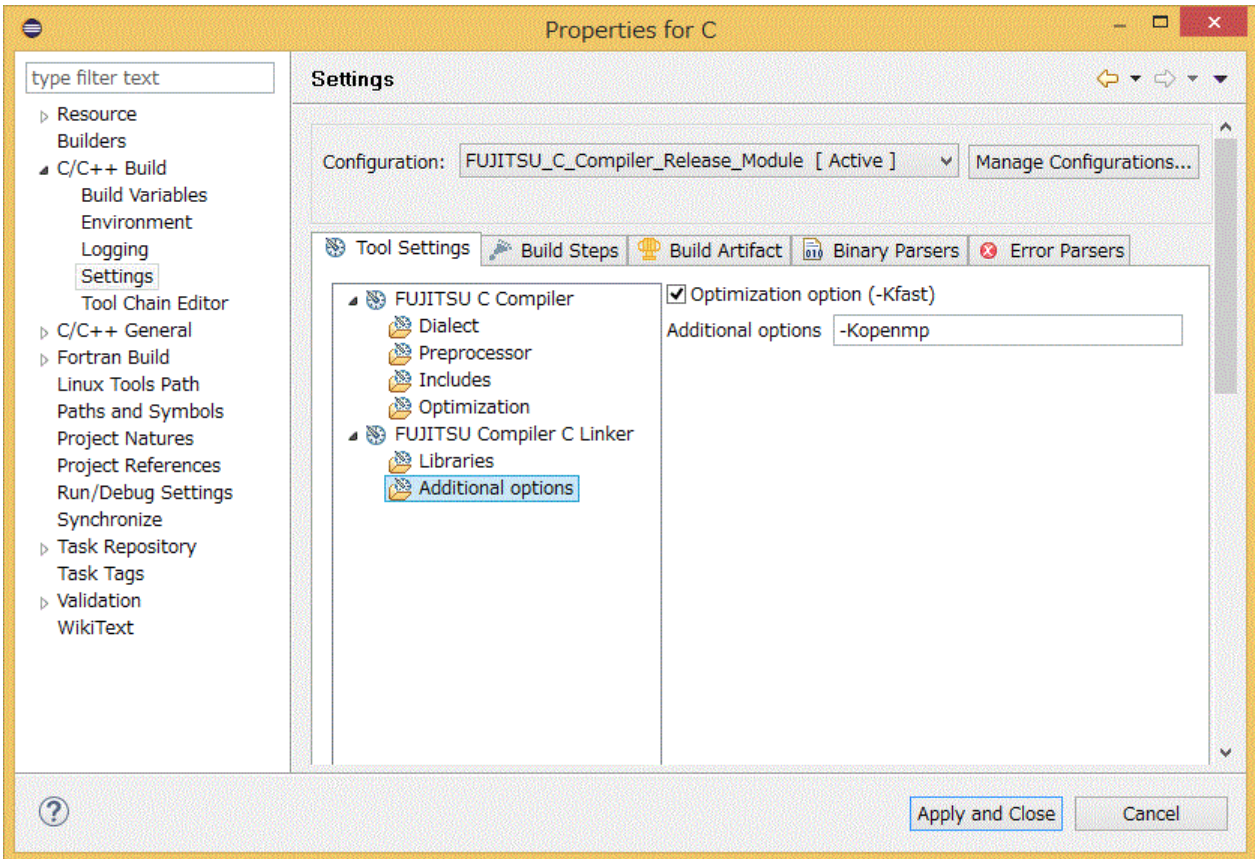 Properties for C
type filter text
Resource
Builders
C/C++ Build
Build Variables
Environment
Logging
Settings
Tool Chain Editor
C/C++ General
Fortran Build
Linux Tools Path
Paths and Symbols
Project Natures
Project References
Run/Debug Settings
Synchronize
Task Repository
Task Tags
Validation
WikiText
Settings
Configuration: FUJITSU_C_Compiler_Release_Module [ Active ] Manage Configurations...
Tool Settings Build Steps Build Artifact Binary Parsers Error Parsers
FUJITSU C Compiler
Dialect
Preprocessor
Includes
Optimization
FUJITSU Compiler C Linker
Libraries
Additional options
Optimization option (-Kfast)
Additional options -Kopenmp
Apply and Close Cancel